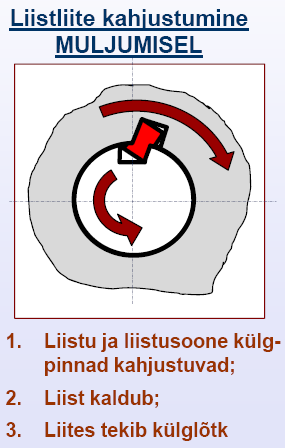 Liistliite kahjustumine
MULJUMISEL
1. Liistu ja liistusoone külg-
pinnad kahjustuvad;
2. Liist kaldub;
3. Liites tekib külglõtk